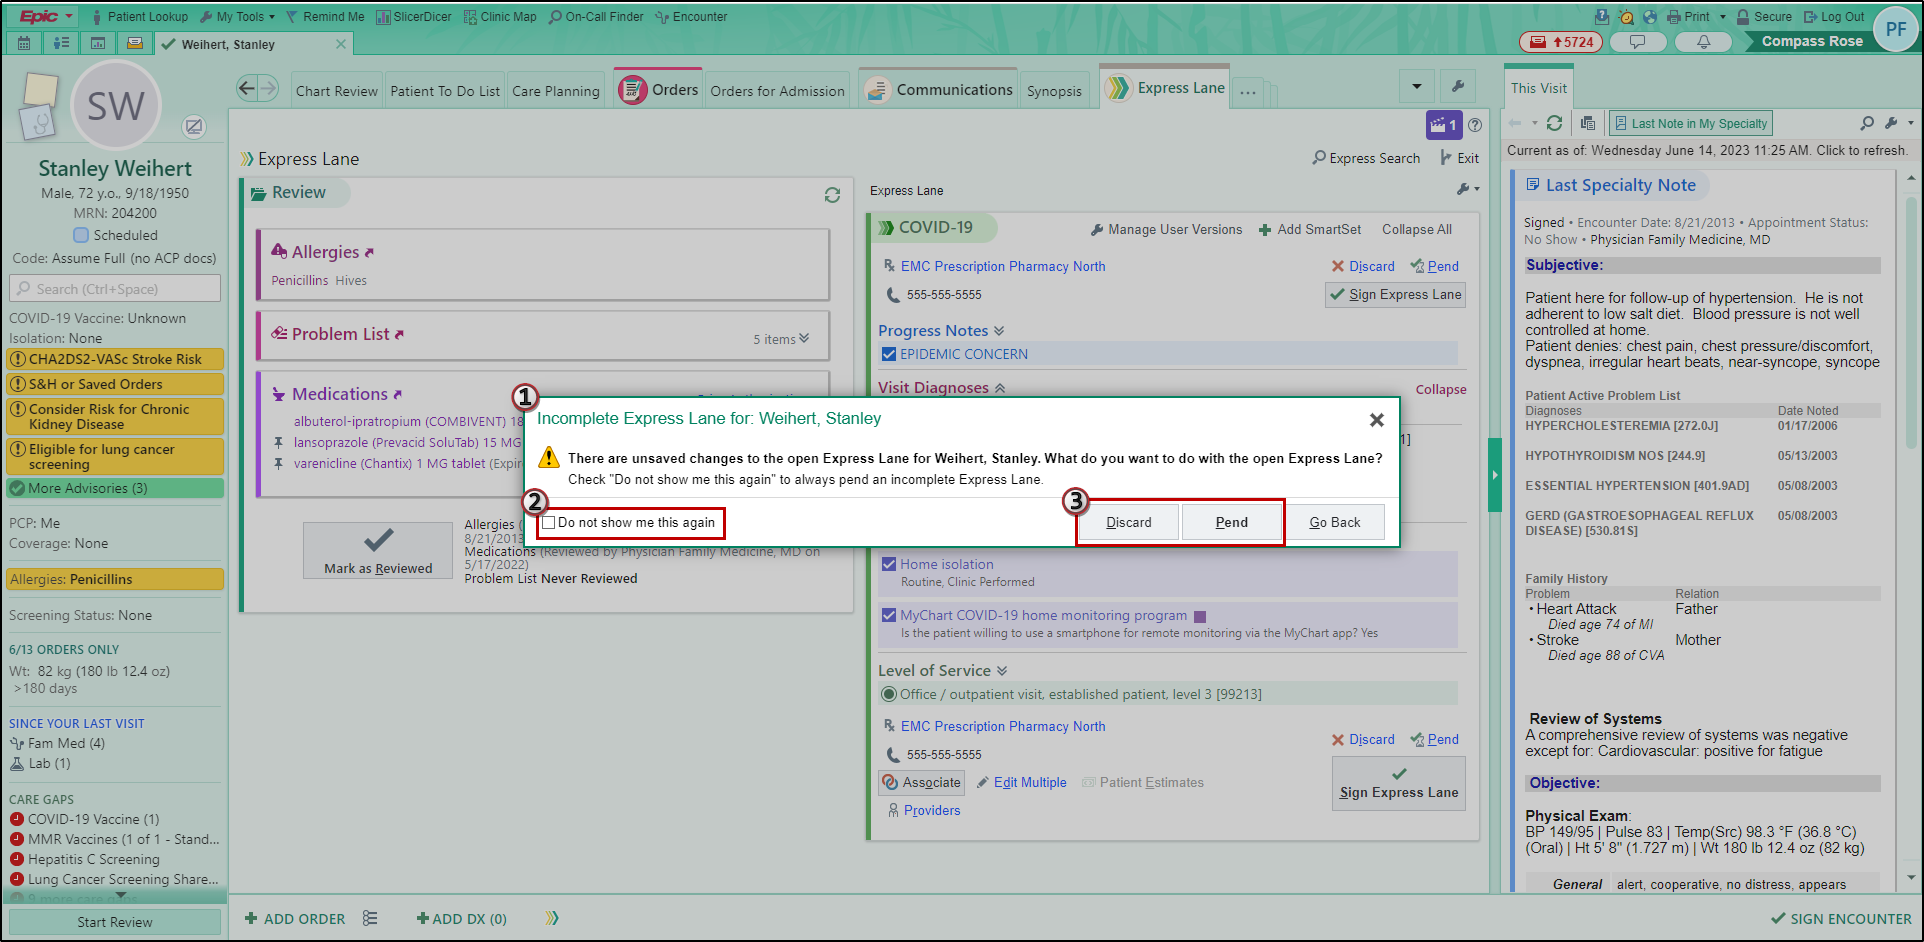 Epic
Patient Lookup
My Tools
Remind Me
SlicerDicer
Clinic Map
On-Call Finder
Encounter
Print
Secure
Log Out
PF
Weihert, Stanley
5724
Compass Rose
SW
Stanley Weihert
Male, 72 y.o., 9/18/1950
MRN: 204200
Scheduled
Code: Assume Full (no ACP docs)
Search (Ctrl+Space)
COVID-19 Vaccine: Unknown
Isolation: None
CHA2DS2-VASc Stroke Risk
S&H or Saved Orders
Consider Risk for Chronic
Kidney Disease
Eligible for lung cancer
screening
More Advisories (3)
PCP: Me
Coverage: None
Allergies: Penicillins
Screening Status: None
6/13 ORDERS ONLY
Wt: 82 kg (180 lb 12.4 oz)
>180 days
SINCE YOUR LAST VISIT
Fam Med (4)
Lab (1)
CARE GAPS
COVID-19 Vaccine (1)
MMR Vaccines (1 of 1 - Stand...
Hepatitis C Screening
Lung Cancer Screening Share...
9 more care gaps
Start Review
Chart Review
Patient To Do List
Care Planning
Orders
Orders for Admission
Communications
Synopsis
Express Lane
...
1
Express Lane
Express Search
Exit
Review
Allergies
Penicillins Hives
Problem List
5 items
Medications
albuterol-ipratropium (COMBIVENT) 18
lansoprazole (Prevacid SoluTab) 15 MG
varenicline (Chantix) 1 MG tablet (Expir
Mark as Reviewed
Allergies (
8/21/2013
Medications (Reviewed by Physician Family Medicine, MD on
5/17/2022)
Problem List Never Reviewed
Express Lane
COVID-19
Manage User Versions
Add SmartSet
Collapse All
EMC Prescription Pharmacy North
Discard
Pend
555-555-5555
Sign Express Lane
Progress Notes
EPIDEMIC CONCERN
Visit Diagnoses
Collapse
1]
1
Incomplete Express Lane for: Weihert, Stanley
There are unsaved changes to the open Express Lane for Weihert, Stanley. What do you want to do with the open Express Lane?
Check "Do not show me this again" to always pend an incomplete Express Lane.
2
Do not show me this again
3
Discard
Pend
Go Back
Home isolation
Routine, Clinic Performed
MyChart COVID-19 home monitoring program
Is the patient willing to use a smartphone for remote monitoring via the MyChart app? Yes
Level of Service
Office / outpatient visit, established patient, level 3 [99213]
EMC Prescription Pharmacy North
Discard
Pend
555-555-5555
Associate
Edit Multiple
Patient Estimates
Sign Express Lane
Providers
ADD ORDER
ADD DX (0)
SIGN ENCOUNTER
This Visit
Last Note in My Specialty
Current as of: Wednesday June 14, 2023 11:25 AM. Click to refresh.
Last Specialty Note
Signed • Encounter Date: 8/21/2013 • Appointment Status:
No Show • Physician Family Medicine, MD
Subjective:
Patient here for follow-up of hypertension. He is not
adherent to low salt diet. Blood pressure is not well
controlled at home.
Patient denies: chest pain, chest pressure/discomfort,
dyspnea, irregular heart beats, near-syncope, syncope
Patient Active Problem List
Diagnoses Date Noted
HYPERCHOLESTEREMIA [272.0J] 01/17/2006
HYPOTHYROIDISM NOS [244.9] 05/13/2003
ESSENTIAL HYPERTENSION [401.9AD] 05/08/2003
GERD (GASTROESOPHAGEAL REFLUX 05/08/2003
DISEASE) [530.81S]
Family History
Problem Relation
• Heart Attack Father
Died age 74 of MI
• Stroke Mother
Died age 88 of CVA
Review of Systems
A comprehensive review of systems was negative
except for: Cardiovascular: positive for fatigue
Objective:
Physical Exam:
BP 149/95 | Pulse 83 | Temp(Src) 98.3 °F (36.8 °C)
(Oral) | Ht 5' 8" (1.727 m) | Wt 180 lb 12.4 oz (82 kg)
General alert, cooperative, no distress, appears